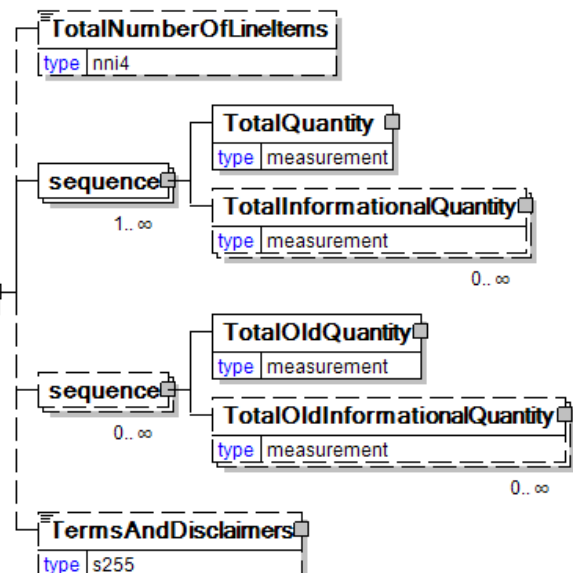 TotalNumberOfLineItems
type nni4
TotalQuantity
type measurement
sequence
1.. ∞
TotalInformationalQuantity
type measurement
0.. ∞
TotalOldQuantity
type measurement
sequence
0.. ∞
TotalOldInformationalQuantity
type measurement
0.. ∞
TermsAndDisclaimers
type s255